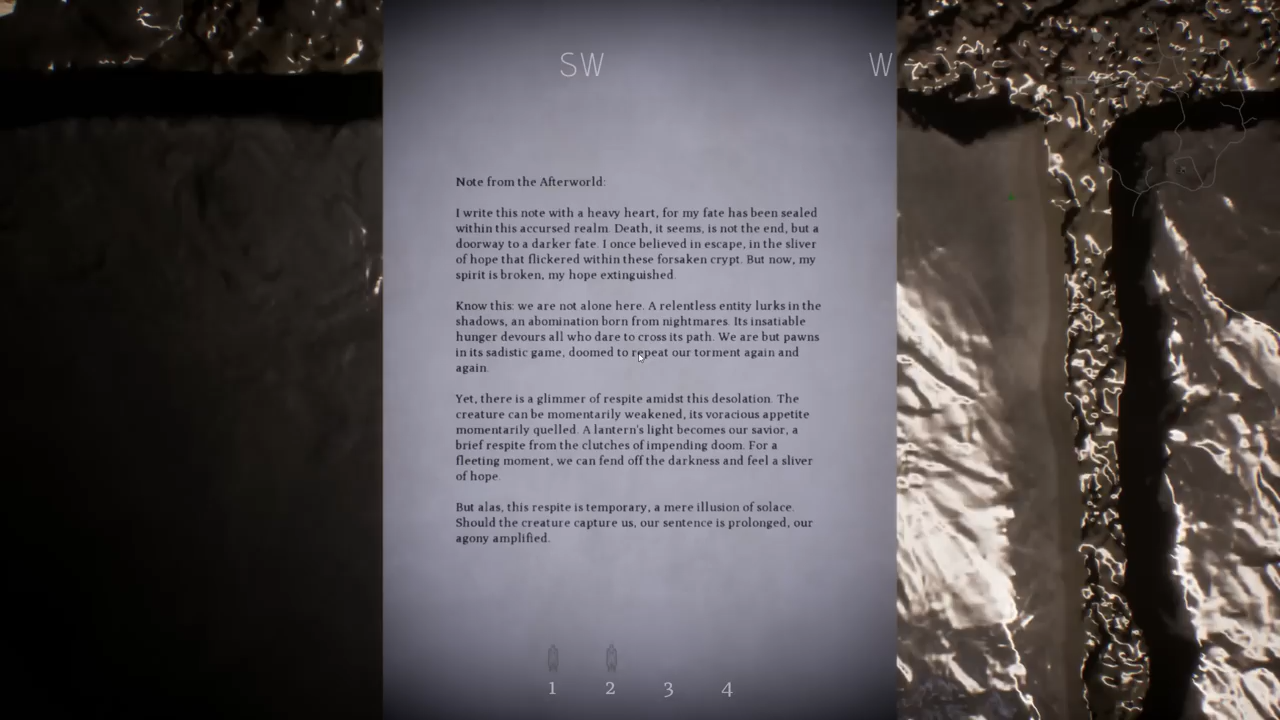 SW
W
Note from the Afterworld:
I write this note with a heavy heart, for my fate has been sealed
within this accursed realm. Death, it seems, is not the end, but a
doorway to a darker fate. I once believed in escape, in the sliver
of hope that flickered within these forsaken crypt. But now, my
spirit is broken, my hope extinguished.
Know this: we are not alone here. A relentless entity lurks in the
shadows, an abomination born from nightmares. Its insatiable
hunger devours all who dare to cross its path. We are but pawns
in its sadistic game, doomed to repeat our torment again and
again.
Yet, there is a glimmer of respite amidst this desolation. The
creature can be momentarily weakened, its voracious appetite
momentarily quelled. A lantern's light becomes our savior, a
brief respite from the clutches of impending doom. For a
fleeting moment, we can fend off the darkness and feel a sliver
of hope.
But alas, this respite is temporary, a mere illusion of solace.
Should the creature capture us, our sentence is prolonged, our
agony amplified.
1 2 3 4